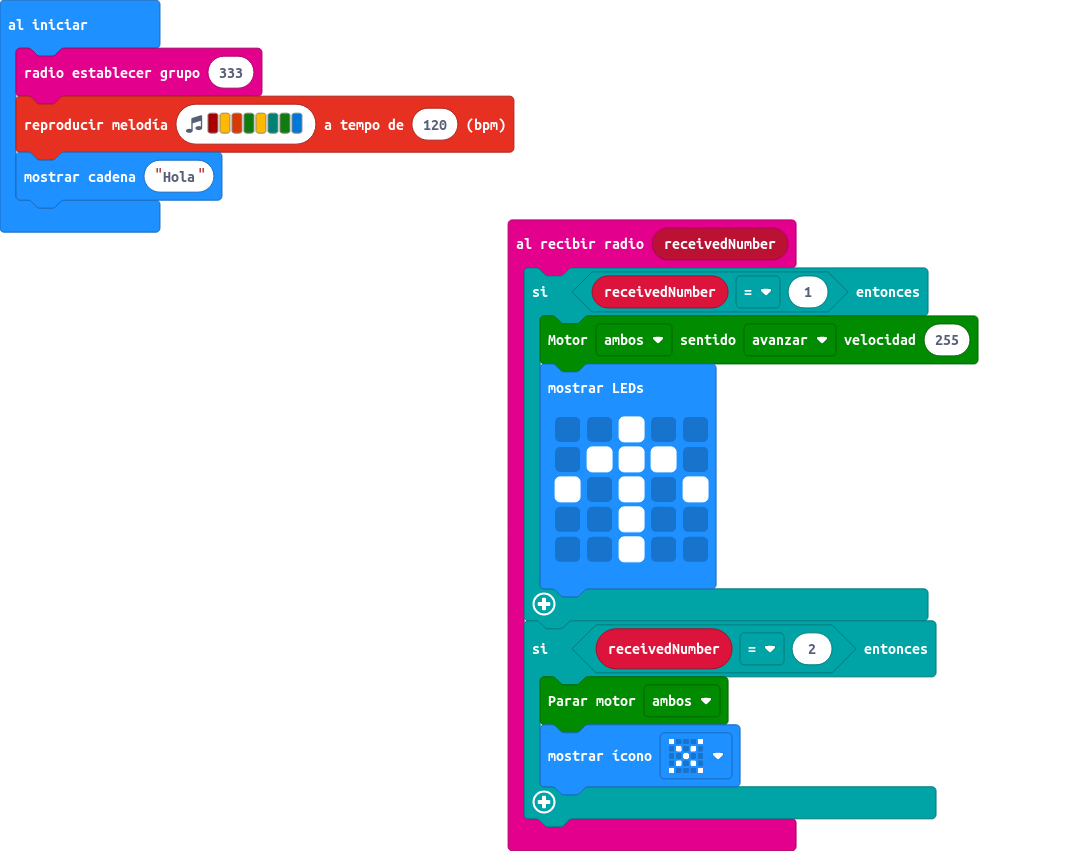 al iniciar
radio establecer grupo 333
reproducir melodía a tempo de 120 (bpm)
mostrar cadena "Hola"
al recibir radio receivedNumber
si receivedNumber = 1 entonces
Motor ambos sentido avanzar velocidad 255
mostrar LEDs
si receivedNumber = 2 entonces
Parar motor ambos
mostrar ícono